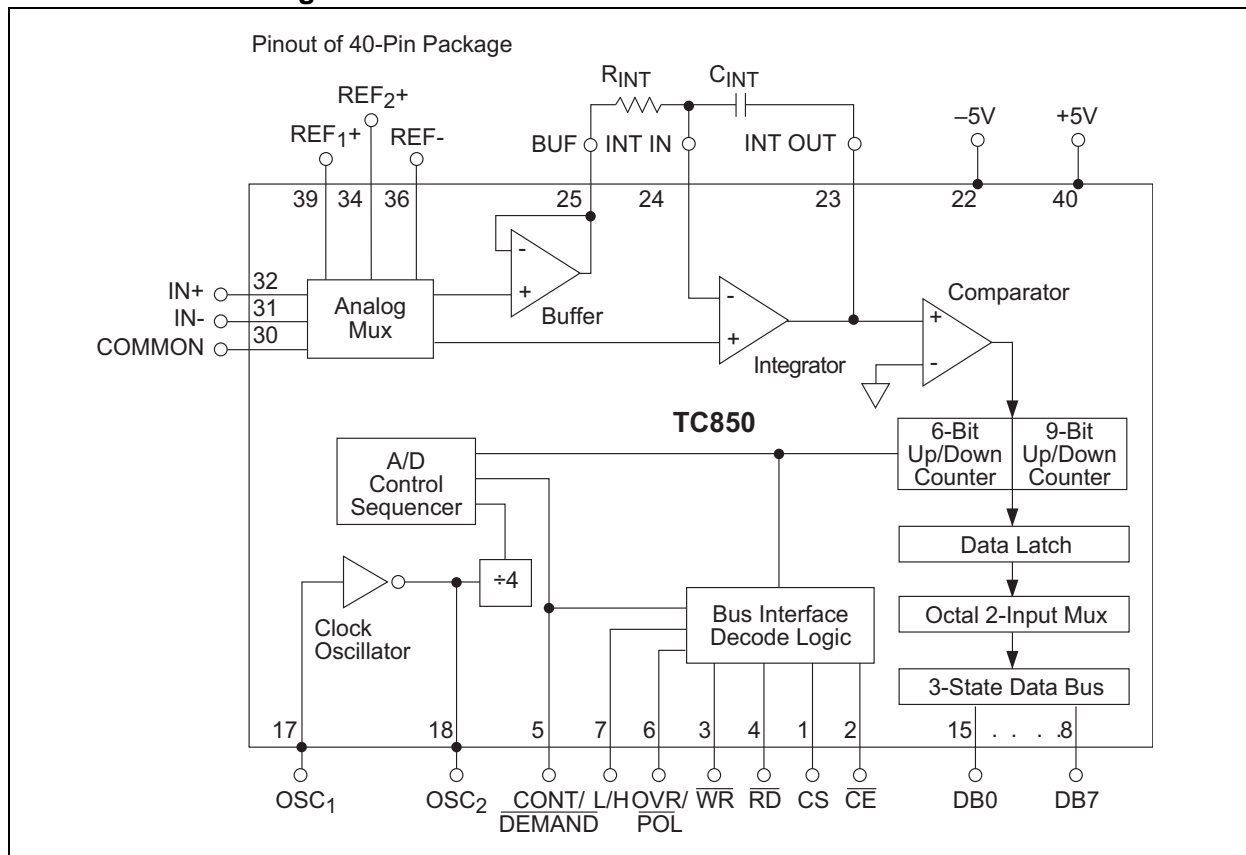 Pinout of 40-Pin Package
RINT
CINT
REF2+
REF1+
REF-
BUF
INT IN
INT OUT
–5V
+5V
39
34
36
25
24
23
22
40
IN+
32
IN-
31
COMMON
30
Analog
Mux
-
+
Buffer
-
+
Integrator
Comparator
+
-
TC850
6-Bit
Up/Down
Counter
9-Bit
Up/Down
Counter
A/D
Control
Sequencer
Data Latch
÷4
Bus Interface
Decode Logic
Octal 2-Input Mux
Clock
Oscillator
3-State Data Bus
17
18
5
7
6
3
4
1
2
15 . . . .8
OSC1
OSC2
CONT/
DEMAND
L/H
OVR/
POL
WR
RD
CS
CE
DB0
DB7